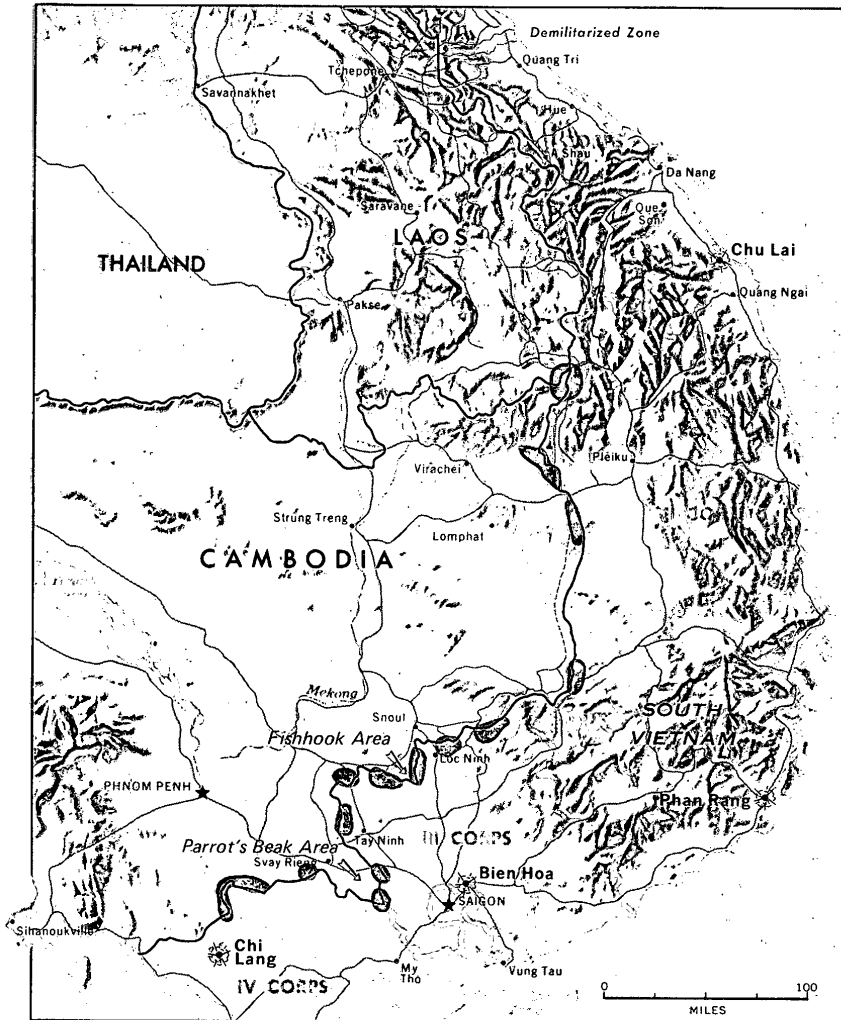 Demilitarized Zone
Quang Tri
Tchepone
Savannakhet
Hue
Shau
Da Nang
Saravane
Que
Son
LAOS
Chu Lai
THAILAND
Quang Ngai
Pakse
Virachei
Pleiku
Strung Treng
Lomphat
CAMBODIA
Mekong
Snoul
SOUTH
VIETNAM
Fishhook Area
Loc Ninh
PHNOM PENH
Phan Rang
Tay Ninh
III CORPS
Parrot's Beak Area
Svay Rieng
Bien Hoa
SAIGON
Sihanoukville
Chi
Lang
My
Tho
Vung Tau
IV CORPS
0 100
MILES